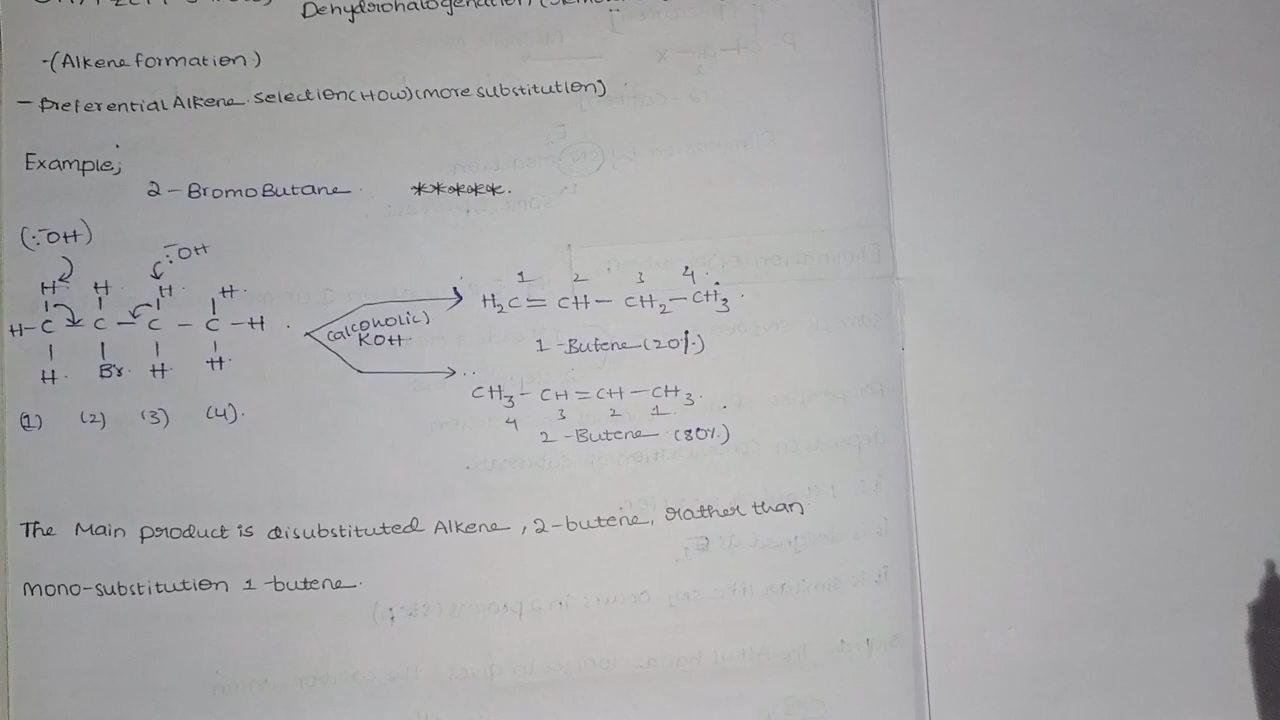 Dehydrohalogenation
-(Alkene formation)
- preferential Alkene selection(HOW)(more substitution)
Example;
2-BromoButane *****.
(:⁻OH)
:⁻OH
H H H H
H-C-C-C-C-H
H Br H H
(1) (2) (3) (4).
(alcoholic)
KOH
1 2 3 4
H₂C=CH-CH₂-CH₃
1-Butene(20%)
CH₃-CH=CH-CH₃
4 3 2 1
2-Butene (80%)
The Main product is disubstituted Alkene, 2-butene, rather than
mono-substitution 1-butene.